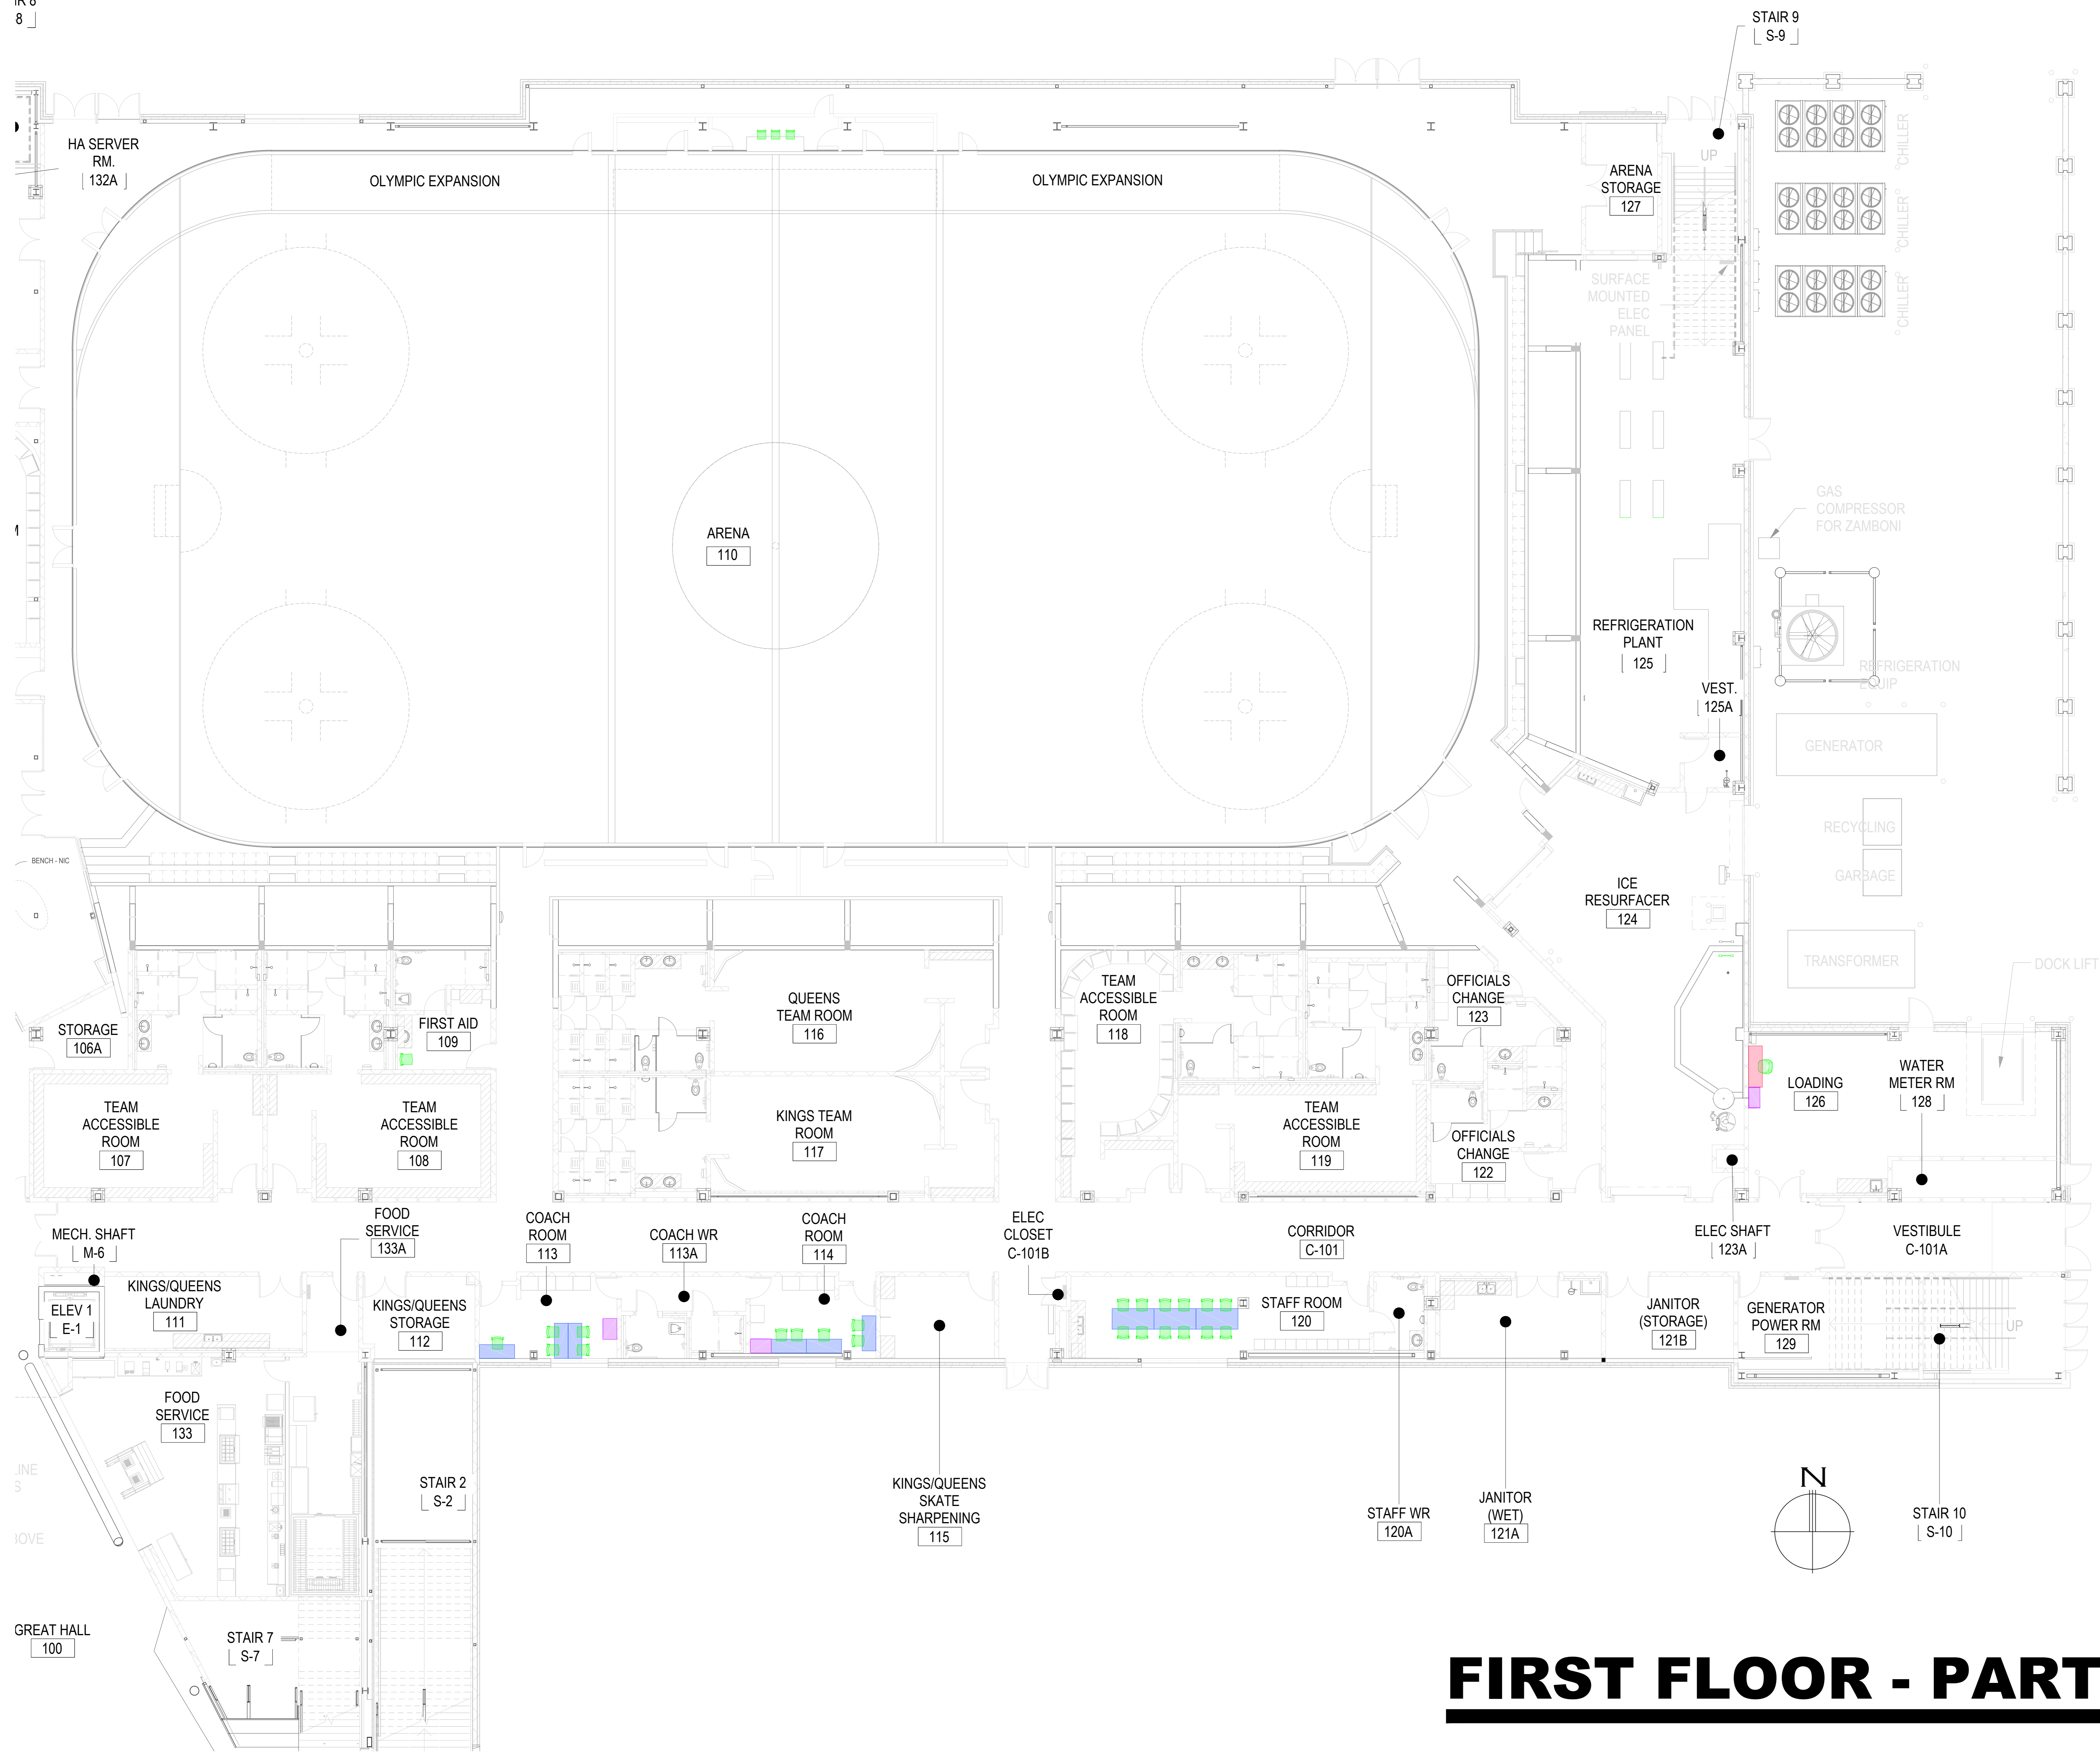 8
STAIR 9
S-9
HA SERVER
RM.
132A
OLYMPIC EXPANSION
OLYMPIC EXPANSION
ARENA
STORAGE
127
UP
CHILLER
CHILLER
CHILLER
SURFACE
MOUNTED
ELEC
PANEL
GAS
COMPRESSOR
FOR ZAMBONI
ARENA
110
REFRIGERATION
PLANT
125
REFRIGERATION
EQUIP
VEST.
125A
GENERATOR
RECYCLING
GARBAGE
BENCH - NIC
ICE
RESURFACER
124
TRANSFORMER
DOCK LIFT
STORAGE
106A
FIRST AID
109
QUEENS
TEAM ROOM
116
TEAM
ACCESSIBLE
ROOM
118
OFFICIALS
CHANGE
123
TEAM
ACCESSIBLE
ROOM
107
TEAM
ACCESSIBLE
ROOM
108
KINGS TEAM
ROOM
117
TEAM
ACCESSIBLE
ROOM
119
OFFICIALS
CHANGE
122
LOADING
126
WATER
METER RM
128
MECH. SHAFT
M-6
FOOD
SERVICE
133A
COACH
ROOM
113
COACH WR
113A
COACH
ROOM
114
ELEC
CLOSET
C-101B
CORRIDOR
C-101
ELEC SHAFT
123A
VESTIBULE
C-101A
ELEV 1
E-1
KINGS/QUEENS
LAUNDRY
111
KINGS/QUEENS
STORAGE
112
STAFF ROOM
120
JANITOR
(STORAGE)
121B
GENERATOR
POWER RM
129
UP
FOOD
SERVICE
133
STAIR 2
S-2
KINGS/QUEENS
SKATE
SHARPENING
115
STAFF WR
120A
JANITOR
(WET)
121A
N
STAIR 10
S-10
GREAT HALL
100
STAIR 7
S-7
FIRST FLOOR - PART